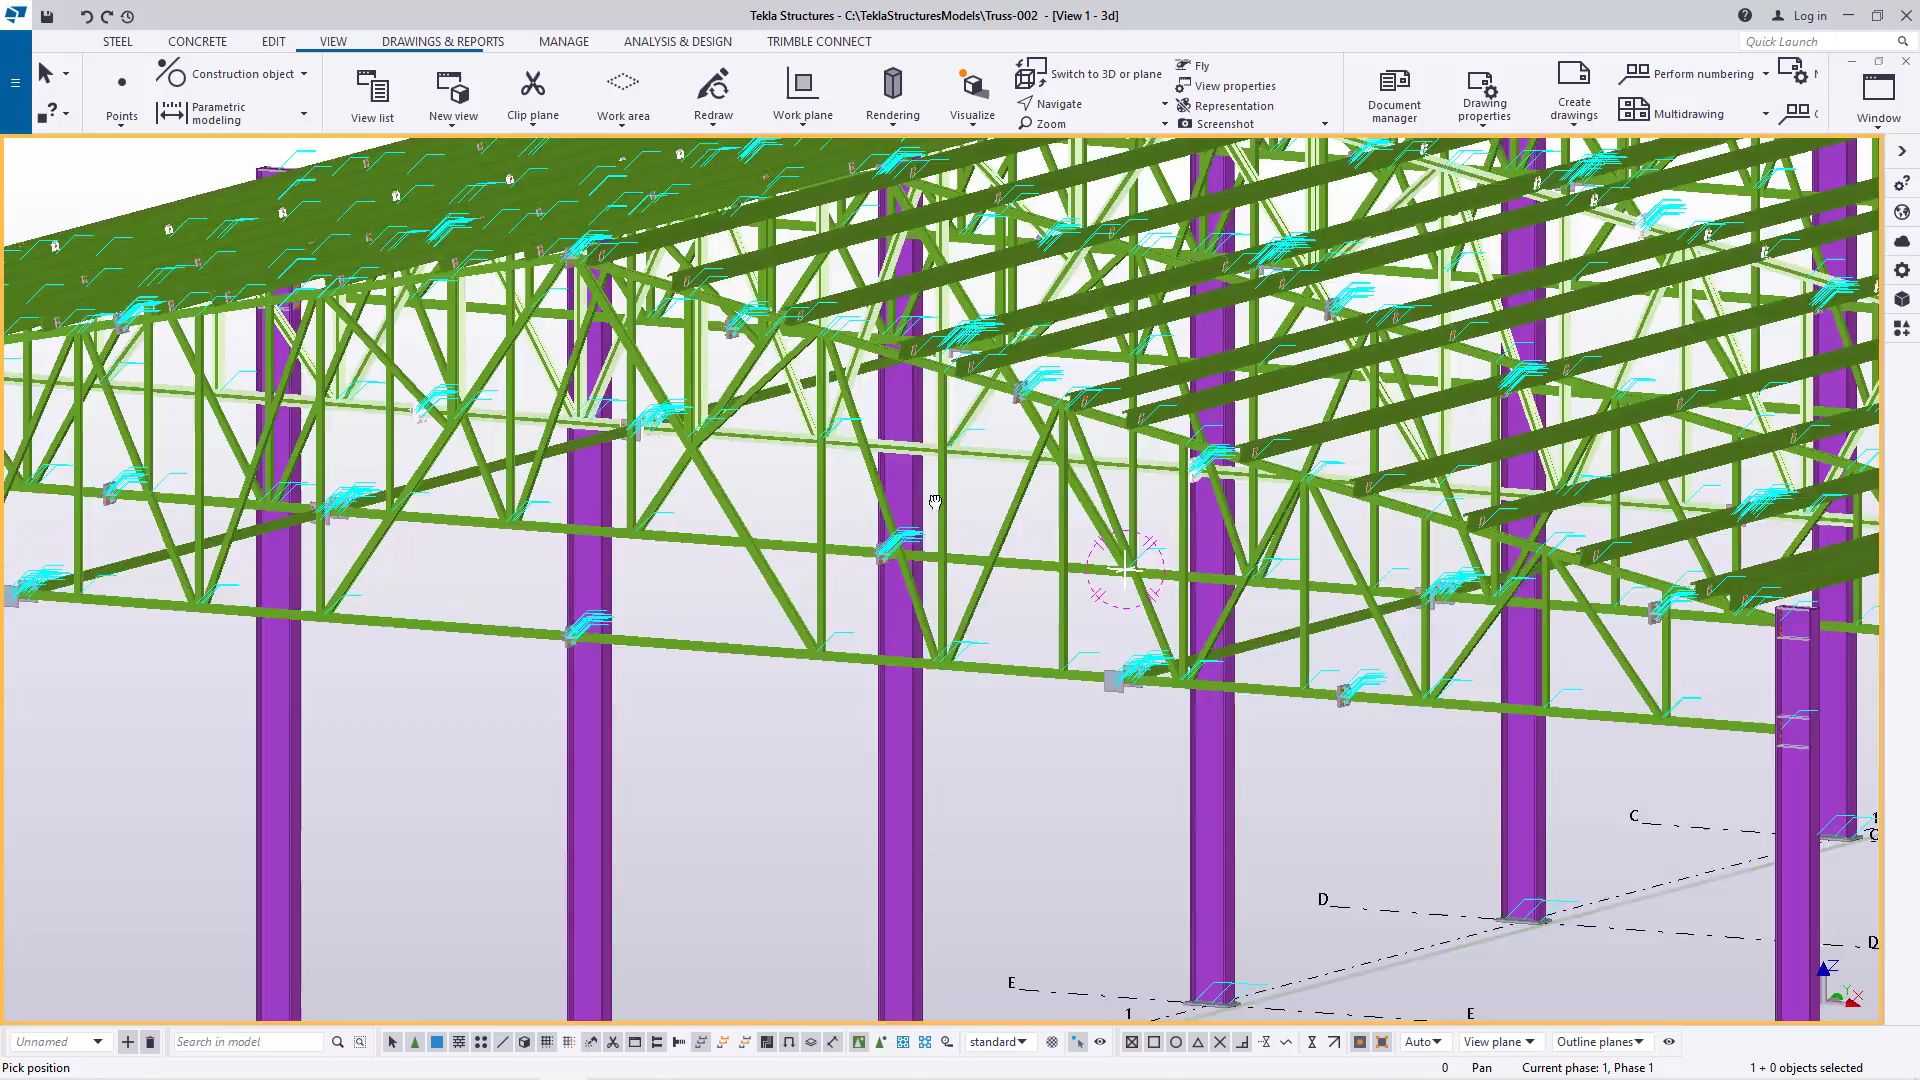 Tekla Structures - C:\TeklaStructuresModels\Truss-002 - [View 1 - 3d]
Log in
STEEL CONCRETE EDIT VIEW DRAWINGS & REPORTS MANAGE ANALYSIS & DESIGN TRIMBLE CONNECT
Quick Launch
Points
Construction object
Parametric modeling
View list
New view
Clip plane
Work area
Redraw
Work plane
Rendering
Visualize
Switch to 3D or plane
Navigate
Zoom
Fly
View properties
Representation
Screenshot
Document manager
Drawing properties
Create drawings
Perform numbering
Multidrawing
Window
C
C
D
D
E
E
1
1
Z
Y
X
Unnamed
Search in model
standard
Auto
View plane
Outline planes
Pick position
0
Pan
Current phase: 1, Phase 1
1 + 0 objects selected